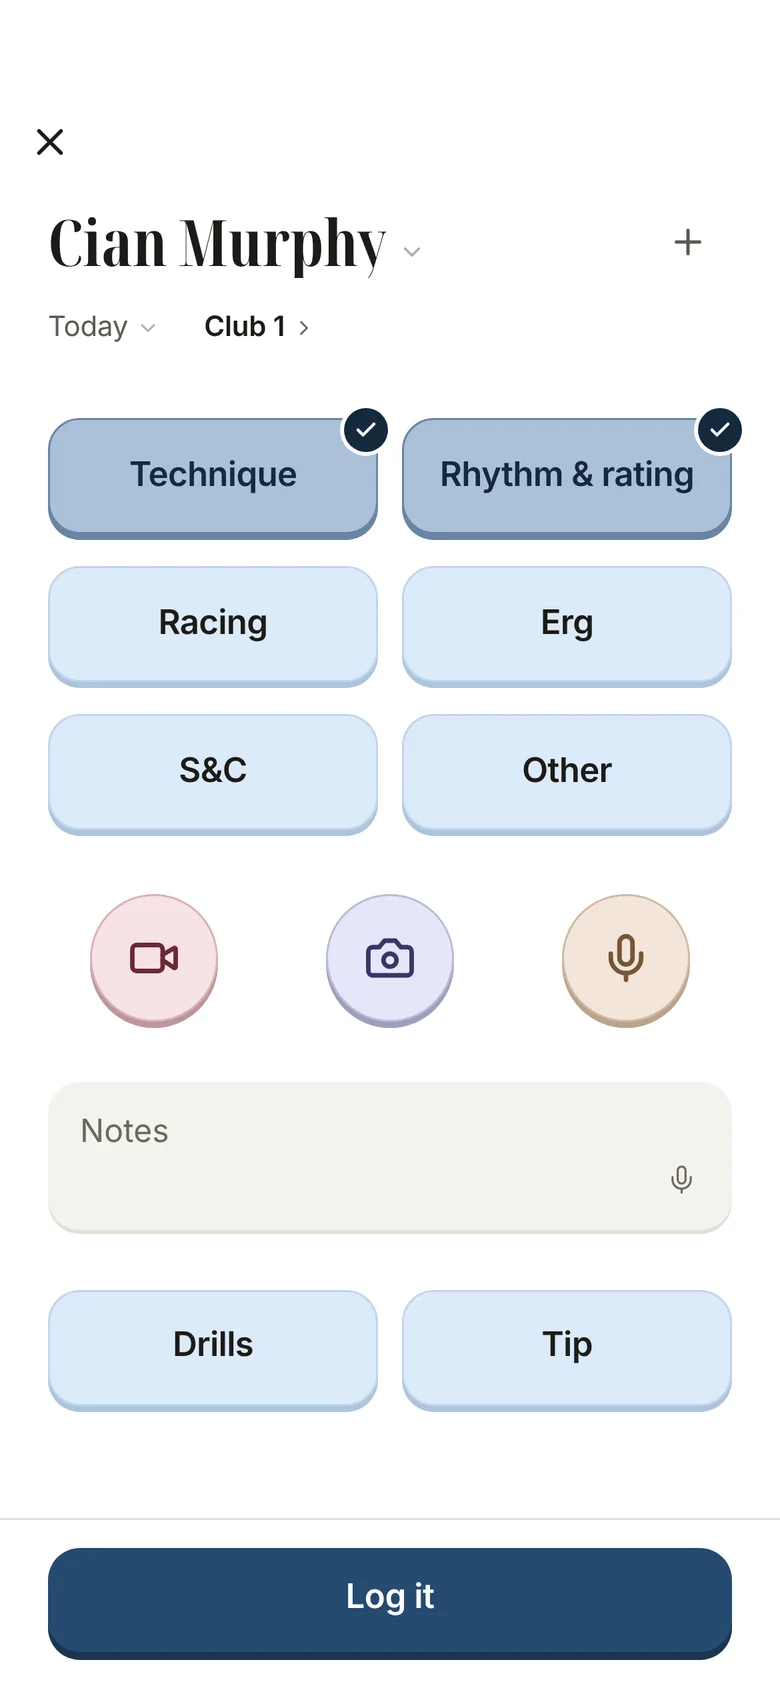 Cian Murphy
Today Club 1
Technique Rhythm & rating
Racing Erg
S&C Other
Notes
Drills Tip
Log it